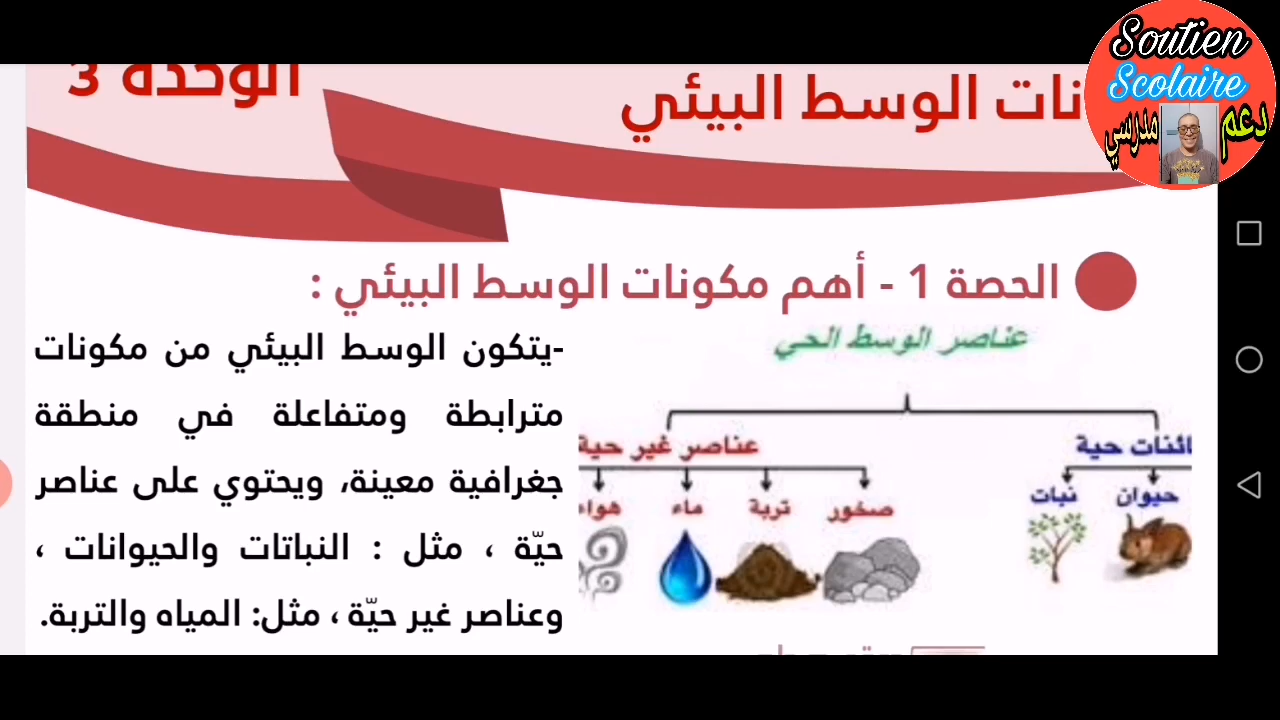 Soutien
Scolaire
دعم مدرسي
الوحدة 3
نات الوسط البيئي
الحصة 1 - أهم مكونات الوسط البيئي :
-يتكون الوسط البيئي من مكونات
مترابطة ومتفاعلة في منطقة
جغرافية معينة، ويحتوي على عناصر
حيّة ، مثل : النباتات والحيوانات ،
وعناصر غير حيّة ، مثل: المياه والتربة.
عناصر الوسط الحي
ائنات حية
عناصر غير حية
حيوان
نبات
صخور
تربة
ماء
هواء